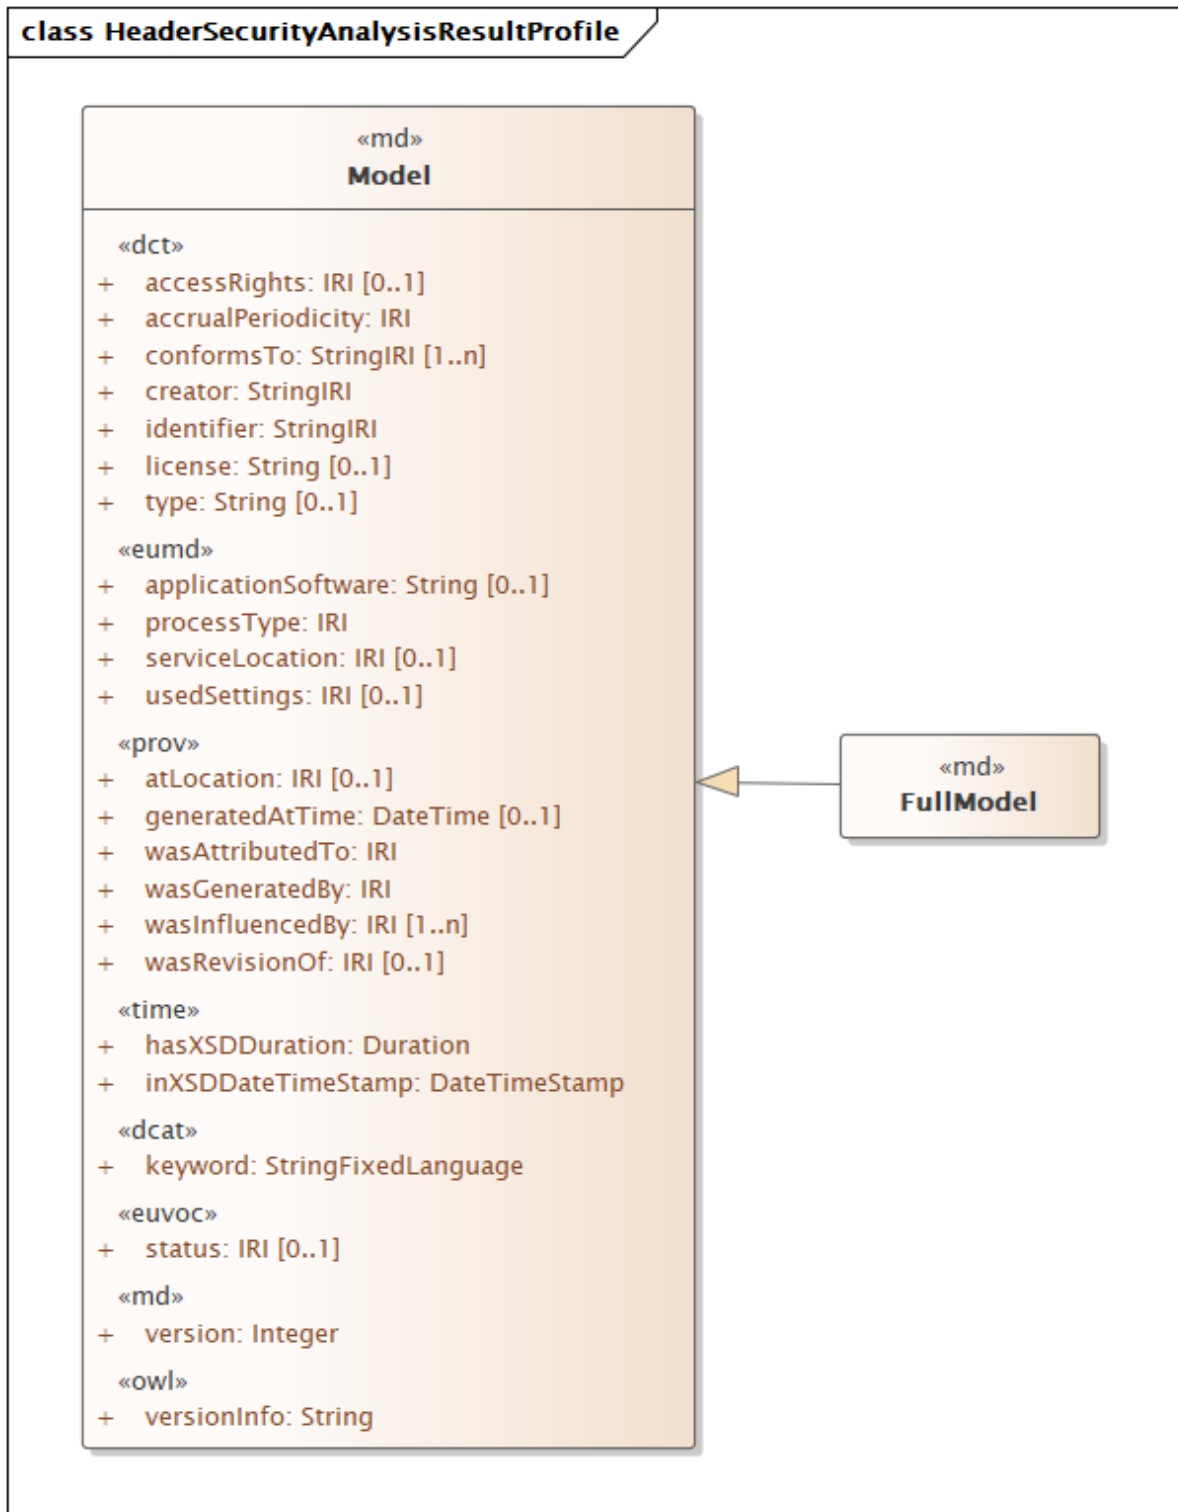 class HeaderSecurityAnalysisResultProfile
«md»
Model
«dct»
+ accessRights: IRI [0..1]
+ accrualPeriodicity: IRI
+ conformsTo: StringIRI [1..n]
+ creator: StringIRI
+ identifier: StringIRI
+ license: String [0..1]
+ type: String [0..1]
«eumd»
+ applicationSoftware: String [0..1]
+ processType: IRI
+ serviceLocation: IRI [0..1]
+ usedSettings: IRI [0..1]
«prov»
+ atLocation: IRI [0..1]
+ generatedAtTime: DateTime [0..1]
+ wasAttributedTo: IRI
+ wasGeneratedBy: IRI
+ wasInfluencedBy: IRI [1..n]
+ wasRevisionOf: IRI [0..1]
«time»
+ hasXSDDuration: Duration
+ inXSDDateTimeStamp: DateTimeStamp
«dcat»
+ keyword: StringFixedLanguage
«euvoc»
+ status: IRI [0..1]
«md»
+ version: Integer
«owl»
+ versionInfo: String
«md»
FullModel